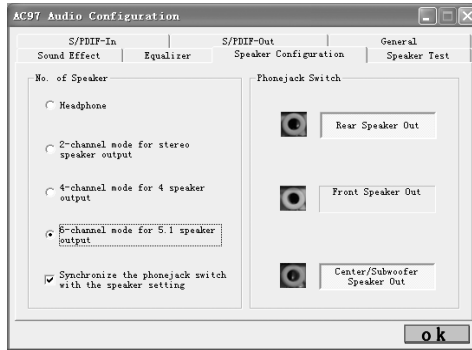 AC97 Audio Configuration
S/PDIF-In
S/PDIF-Out
General
Sound Effect
Equalizer
Speaker Configuration
Speaker Test
No. of Speaker
Headphone
2-channel mode for stereo
speaker output
4-channel mode for 4 speaker
output
6-channel mode for 5.1 speaker
output
Synchronize the phonejack switch
with the speaker setting
Phonejack Switch
Rear Speaker Out
Front Speaker Out
Center/Subwoofer
Speaker Out
ok